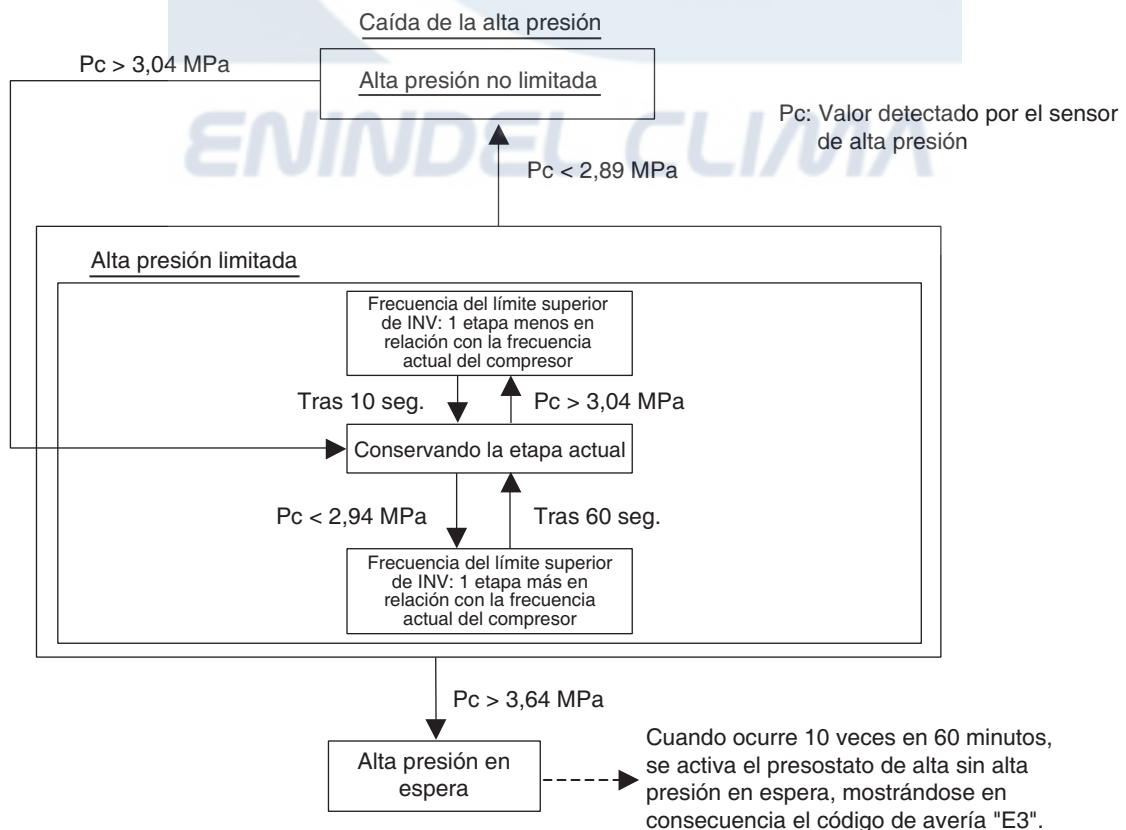 Caída de la alta presión
Pc > 3,04 MPa
Alta presión no limitada
Pc: Valor detectado por el sensor
de alta presión
ENINDEL CLIMA
Pc < 2,89 MPa
Alta presión limitada
Frecuencia del límite superior
de INV: 1 etapa menos en
relación con la frecuencia
actual del compresor
Tras 10 seg.
Pc > 3,04 MPa
Conservando la etapa actual
Pc < 2,94 MPa
Tras 60 seg.
Frecuencia del límite superior
de INV: 1 etapa más en
relación con la frecuencia
actual del compresor
Pc > 3,64 MPa
Alta presión en
espera
Cuando ocurre 10 veces en 60 minutos,
se activa el presostato de alta sin alta
presión en espera, mostrándose en
consecuencia el código de avería "E3".